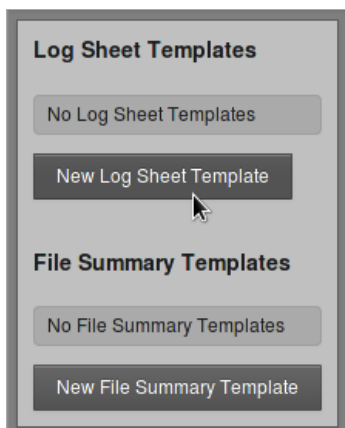 Log Sheet Templates
No Log Sheet Templates
New Log Sheet Template
File Summary Templates
No File Summary Templates
New File Summary Template